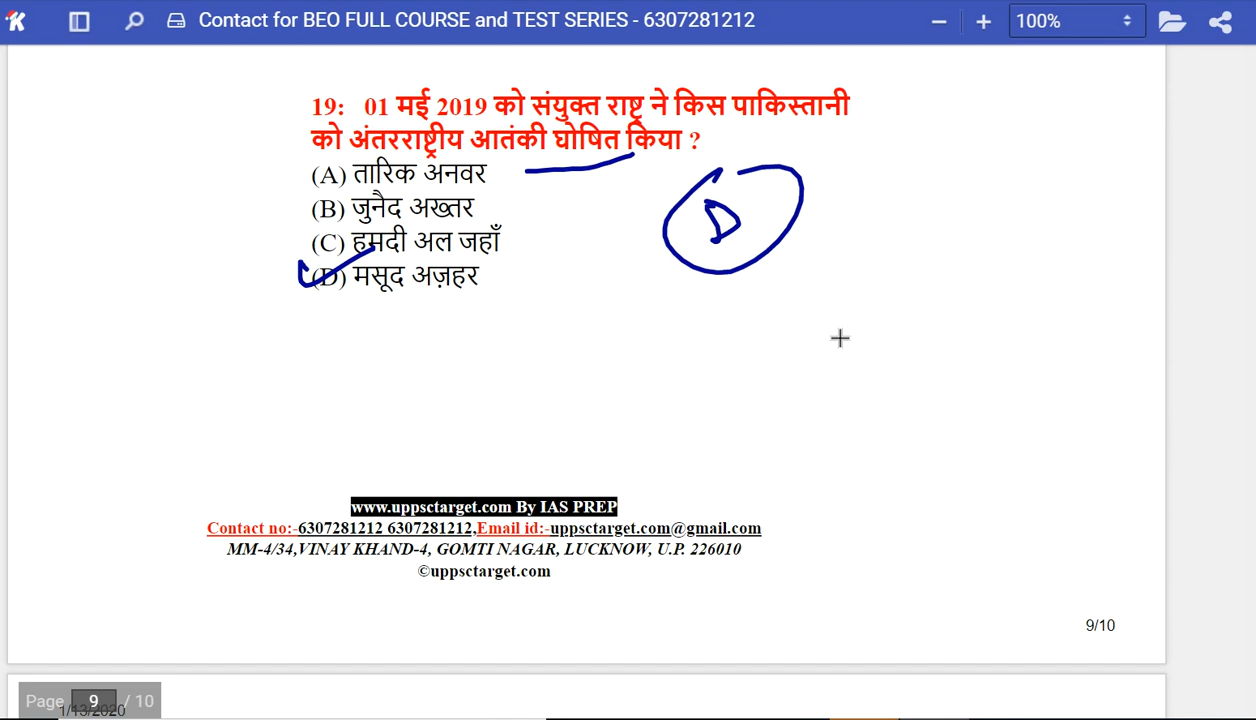 K
Contact for BEO FULL COURSE and TEST SERIES - 6307281212
100%
19: 01 मई 2019 को संयुक्त राष्ट्र ने किस पाकिस्तानी
को अंतरराष्ट्रीय आतंकी घोषित किया ?
(A) तारिक अनवर
(B) जुनैद अख्तर
(C) हमदी अल जहाँ
(D) मसूद अज़हर
D
www.uppsctarget.com By IAS PREP
Contact no:-6307281212 6307281212,Email id:-uppsctarget.com@gmail.com
MM-4/34,VINAY KHAND-4, GOMTI NAGAR, LUCKNOW, U.P. 226010
©uppsctarget.com
9/10
Page 9 / 10
1/13/2020